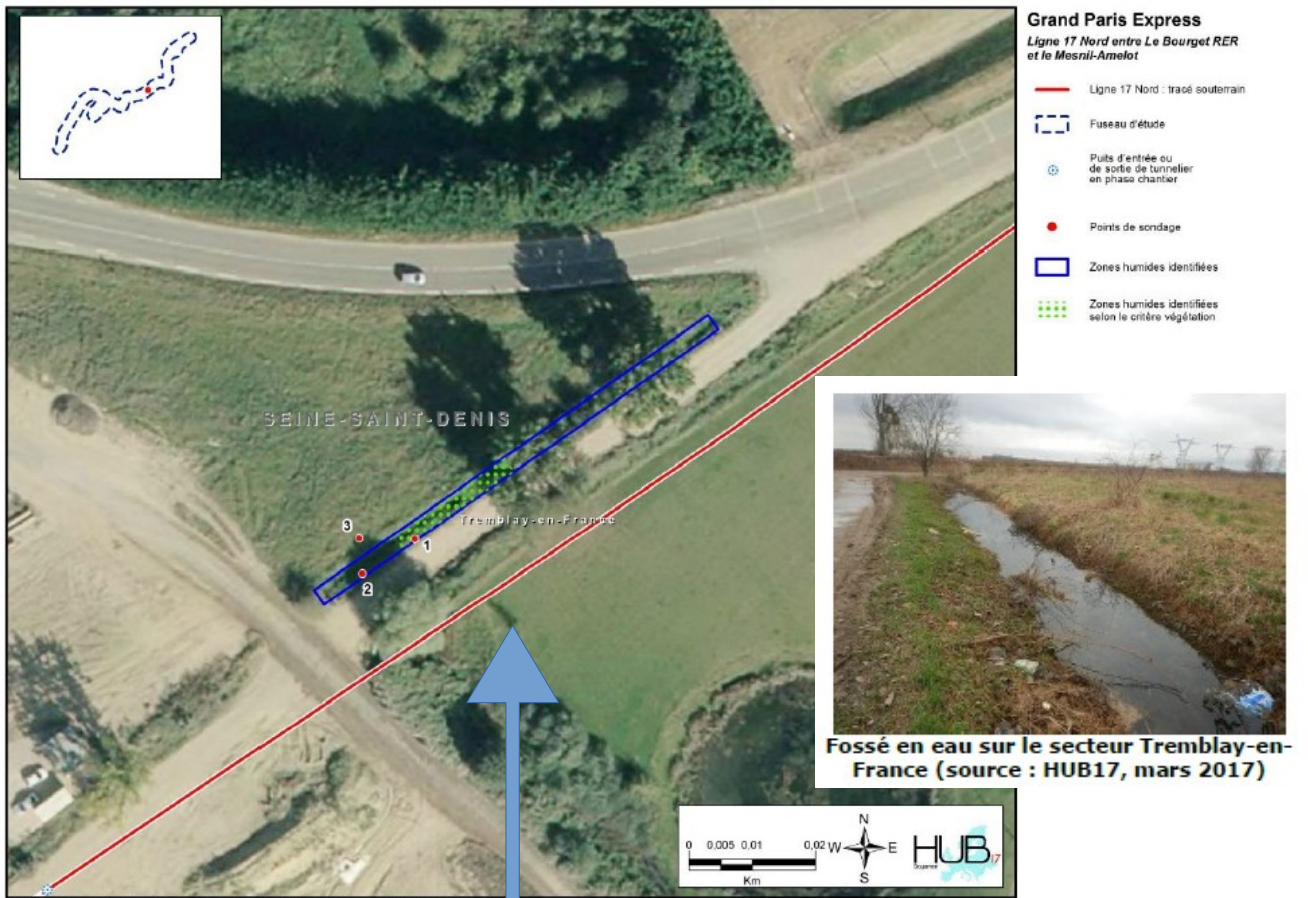 Grand Paris Express
Ligne 17 Nord entre Le Bourget RER
et le Mesnil-Amelot
Ligne 17 Nord : tracé souterrain
Fuseau d'étude
Puits d'entrée ou
de sortie de tunnelier
en phase chantier
Points de sondage
Zones humides identifiées
Zones humides identifiées
selon le critère végétation
SEINE-SAINT-DENIS
Tremblay-en-France
3
1
2
Fossé en eau sur le secteur Tremblay-en-
France (source : HUB17, mars 2017)
0 0,005 0,01 0,02
Km
N
W E
S
HUB 17